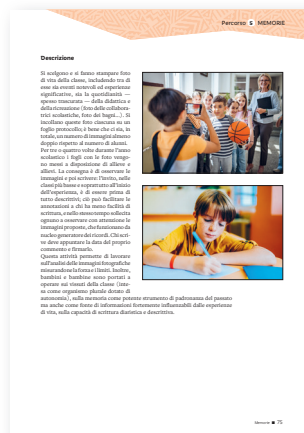 Percorso 5 MEMORIE
Descrizione
Si scelgono e si fanno stampare foto
di vita della classe, includendo tra di
esse sia eventi notevoli ed esperienze
significative, sia la quotidianità —
spesso trascurata — della didattica e
della ricreazione (foto delle collabora-
trici scolastiche, foto dei bagni…). Si
incollano queste foto ciascuna su un
foglio protocollo; è bene che ci sia, in
totale, un numero di immagini almeno
doppio rispetto al numero di alunni.
Per tre o quattro volte durante l'anno
scolastico i fogli con le foto vengo-
no messi a disposizione di allieve e
allievi. La consegna è di osservare le
immagini e poi scrivere: l'invito, nelle
classi più basse e soprattutto all'inizio
dell'esperienza, è di essere prima di
tutto descrittivi; ciò può facilitare le
annotazioni a chi ha meno facilità di
scrittura, e nello stesso tempo sollecita
ognuno a osservare con attenzione le
immagini proposte, che funzionano da
nucleo generatore dei ricordi. Chi scri-
ve deve appuntare la data del proprio
commento e firmarlo.
Questa attività permette di lavorare
sull'analisi delle immagini fotografiche
misurandone la forza e i limiti. Inoltre,
bambini e bambine sono portati a
operare sui vissuti della classe (inte-
sa come organismo plurale dotato di
autonomia), sulla memoria come potente strumento di padronanza del passato
ma anche come fonte di informazioni fortemente influenzabili dalle esperienze
di vita, sulla capacità di scrittura diaristica e descrittiva.
Memorie ■ 75